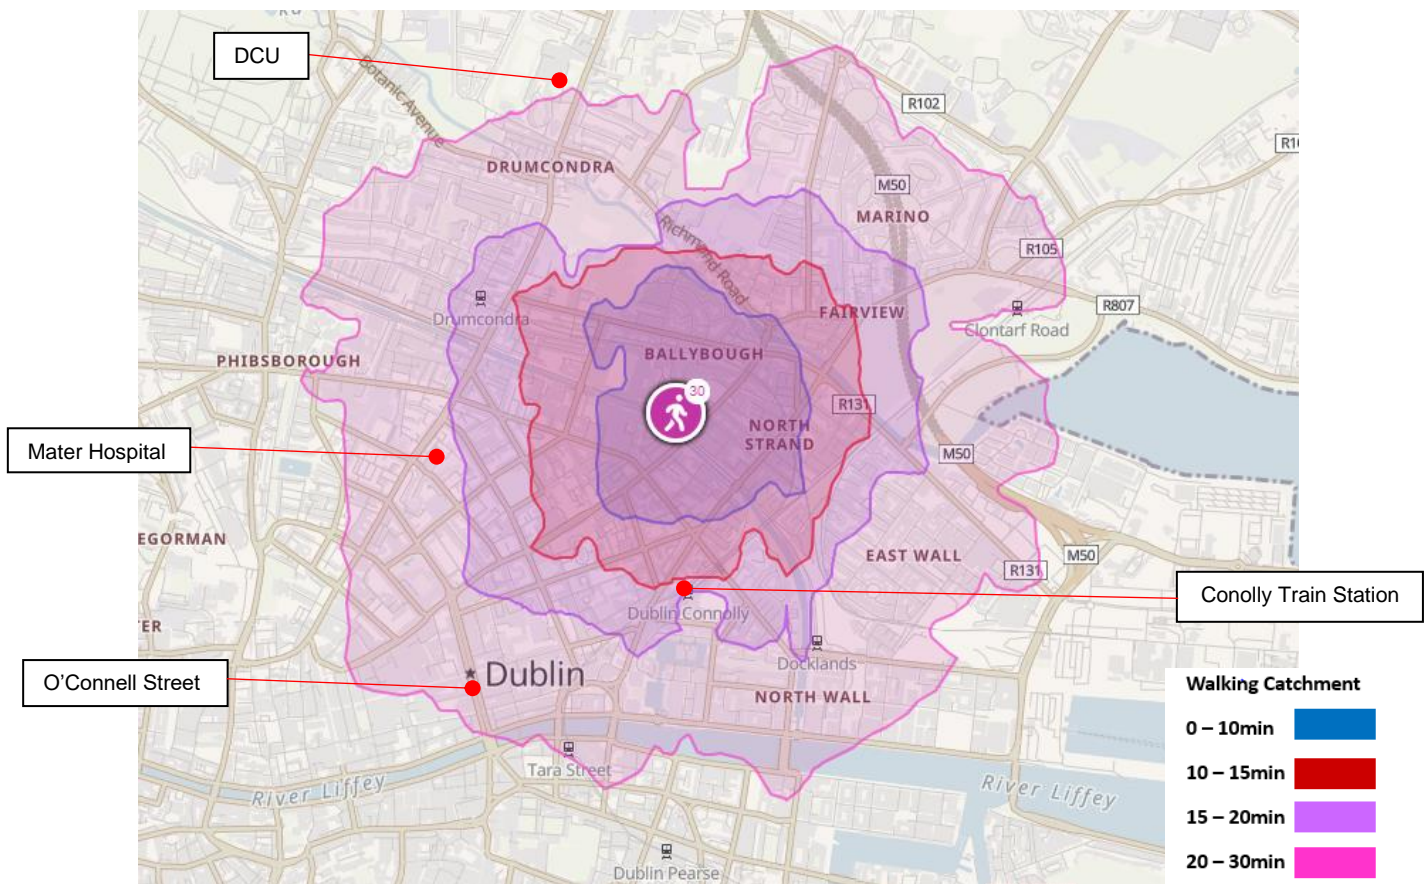 Ru
DCU
Botanic Avenue
R102
R10
DRUMCONDRA
M50
MARINO
Richmond Road
R105
Drumcondra
FAIRVIEW
R807
Clontarf Road
PHIBSBOROUGH
BALLYBOUGH
30
R131
NORTH
STRAND
Mater Hospital
M50
EGORMAN
EAST WALL
M50
R131
Conolly Train Station
Dublin Connolly
TER
Docklands
O'Connell Street
Dublin
NORTH WALL
Walking Catchment
0 – 10min
10 – 15min
15 – 20min
20 – 30min
Tara Street
River Liffey
River Liffey
Dublin Pearse